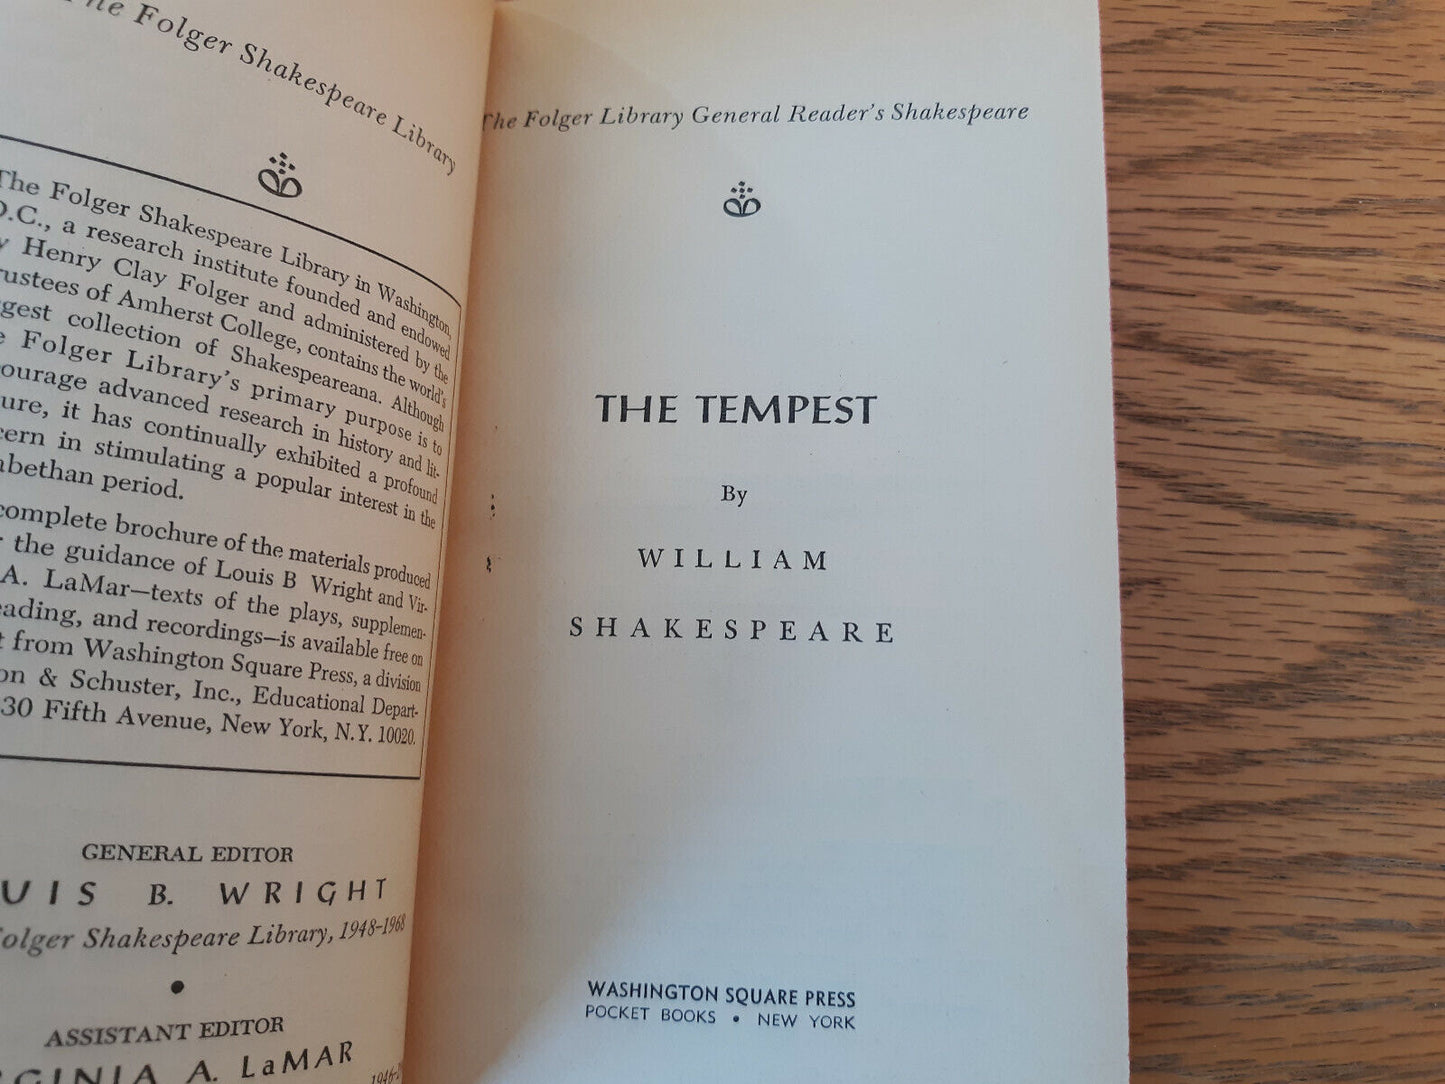 The Folger Shakespeare Library
The Folger Shakespeare Library in Washington,
D.C., a research institute founded and endowed
Henry Clay Folger and administered by the
rustees of Amherst College, contains the world's
gest collection of Shakespeareana. Although
e Folger Library's primary purpose is to
ourage advanced research in history and lit-
ure, it has continually exhibited a profound
cern in stimulating a popular interest in the
abethan period.
complete brochure of the materials produced
the guidance of Louis B Wright and Vir-
A. LaMar—texts of the plays, supplemen-
eading, and recordings—is available free on
t from Washington Square Press, a division
on & Schuster, Inc., Educational Depart-
30 Fifth Avenue, New York, N.Y. 10020.
GENERAL EDITOR
UIS B. WRIGHT
Folger Shakespeare Library, 1948–1968
ASSISTANT EDITOR
GINIA A. LaMAR
The Folger Library General Reader's Shakespeare
THE TEMPEST
By
WILLIAM
SHAKESPEARE
WASHINGTON SQUARE PRESS
POCKET BOOKS • NEW YORK